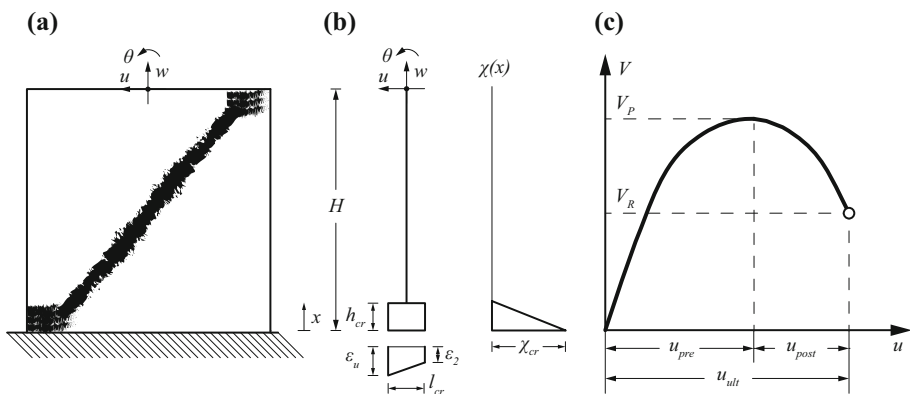 (a)
θ
u
w
H
x
(b)
θ
u
w
h_cr
ε_u
ε_2
l_cr
χ(x)
χ_cr
(c)
V
V_P
V_R
u_pre
u_post
u
u_ult